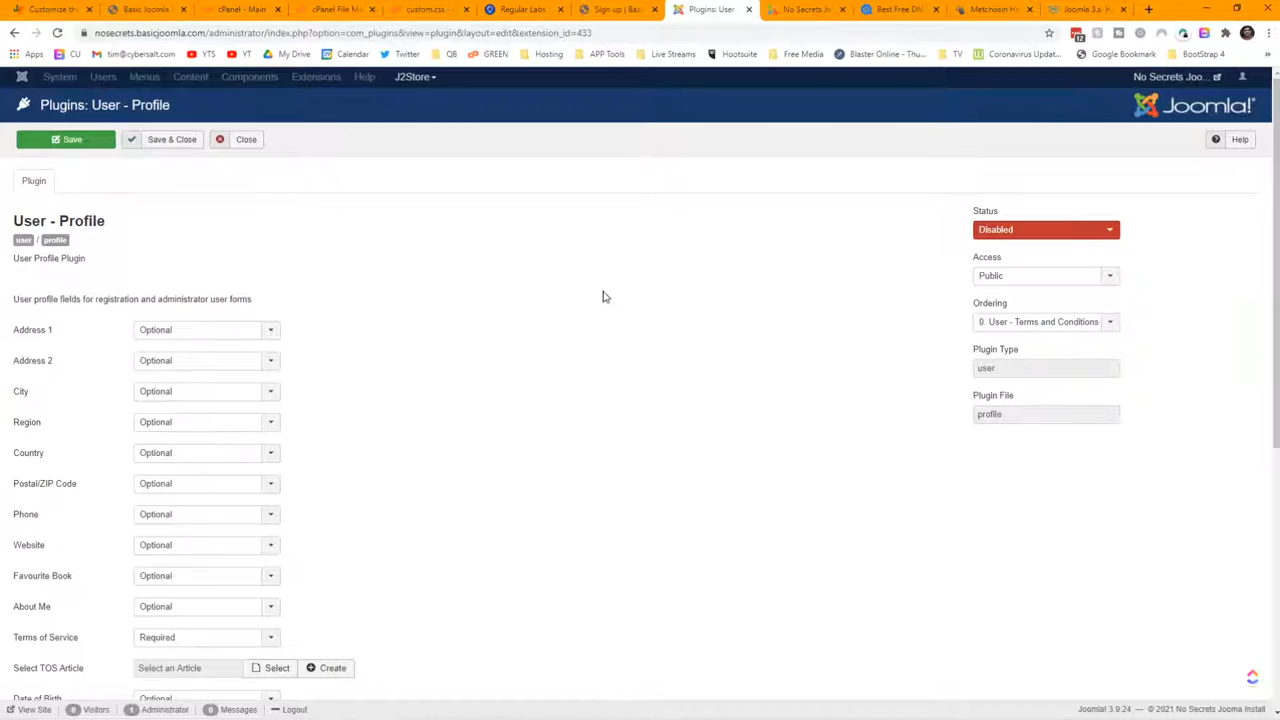 Customize the
Basic Joomla
cPanel - Main
cPanel File M
custom.css -
Regular Labs
Sign-up | Bas
Plugins: User
No Secrets J
Best Free DN
Metchosin H
Joomla 3.x: H
nosecrets.basicjoomla.com/administrator/index.php?option=com_plugins&view=plugin&layout=edit&extension_id=433
12
Apps CU tim@cybersalt.com YTS YT My Drive Calendar Twitter QB GREEN Hosting APP Tools Live Streams Hootsuite Free Media Blaster Online - Thu... TV Coronavirus Updat... Google Bookmark BootStrap 4
System Users Menus Content Components Extensions Help J2Store
No Secrets Joo...
Plugins: User - Profile
Joomla!®
Save
Save & Close
Close
Help
Plugin
User - Profile
user / profile
User Profile Plugin
User profile fields for registration and administrator user forms
Address 1 Optional
Address 2 Optional
City Optional
Region Optional
Country Optional
Postal/ZIP Code Optional
Phone Optional
Website Optional
Favourite Book Optional
About Me Optional
Terms of Service Required
Select TOS Article Select an Article Select Create
Date of Birth Optional
Status
Disabled
Access
Public
Ordering
0. User - Terms and Conditions
Plugin Type
user
Plugin File
profile
View Site 0 Visitors 1 Administrator 0 Messages Logout
Joomla! 3.9.24 — © 2021 No Secrets Jooma Install